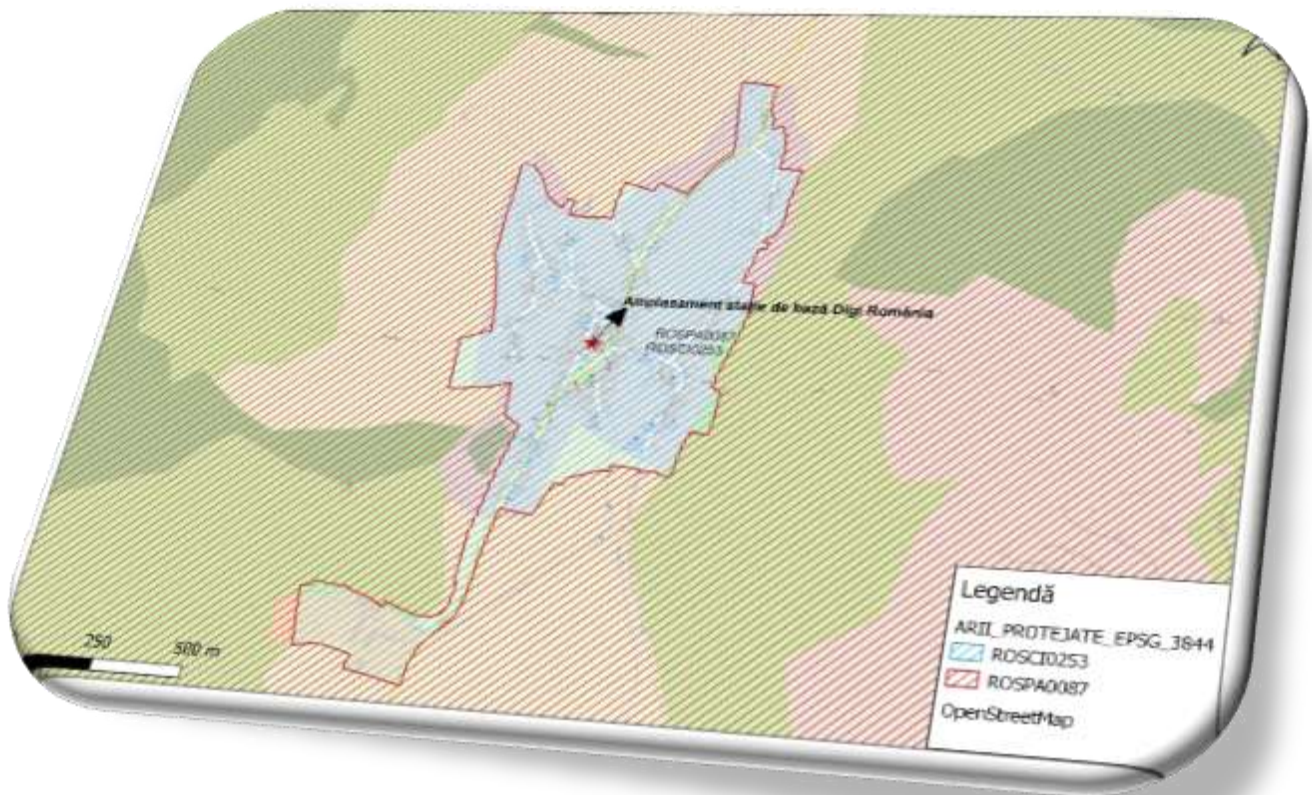 Amplasament stație de bază Digi România
ROSPA0087
ROSCI0253
250
500 m
Legendă
ARII_PROTEJATE_EPSG_3844
ROSCI0253
ROSPA0087
OpenStreetMap